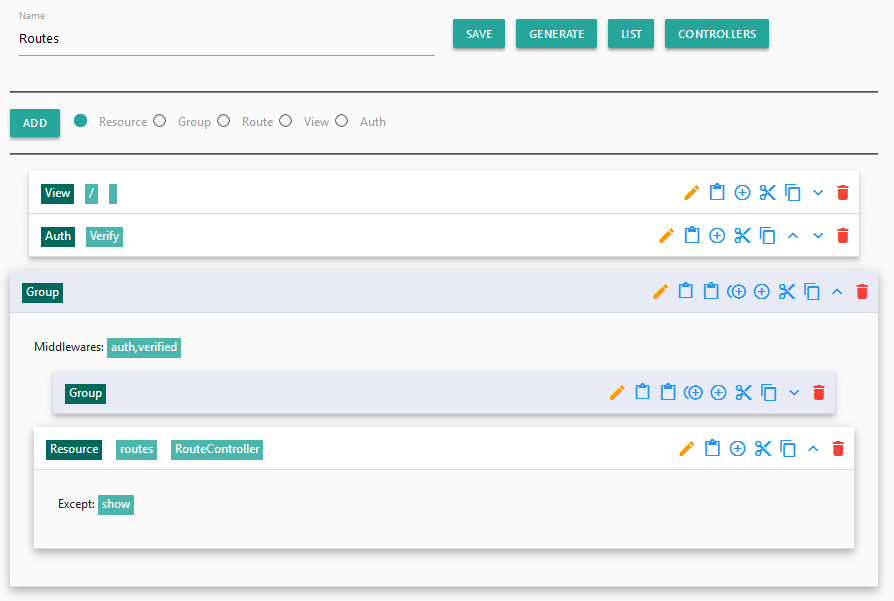 Name
Routes
SAVE GENERATE LIST CONTROLLERS
ADD Resource Group Route View Auth
View /
Auth Verify
Group
Middlewares: auth,verified
Group
Resource routes RouteController
Except: show